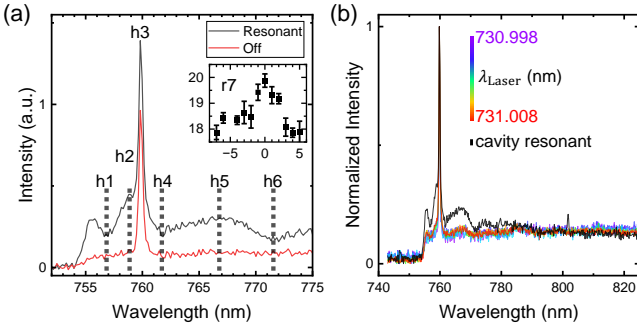 (a)
h3
Resonant
Off
r7
20
19
18
-5
0
5
h1
h2
h4
h5
h6
1
0
Intensity (a.u.)
755
760
765
770
775
Wavelength (nm)
(b)
1
0
Normalized Intensity
730.998
λLaser (nm)
731.008
cavity resonant
740
760
780
800
820
Wavelength (nm)